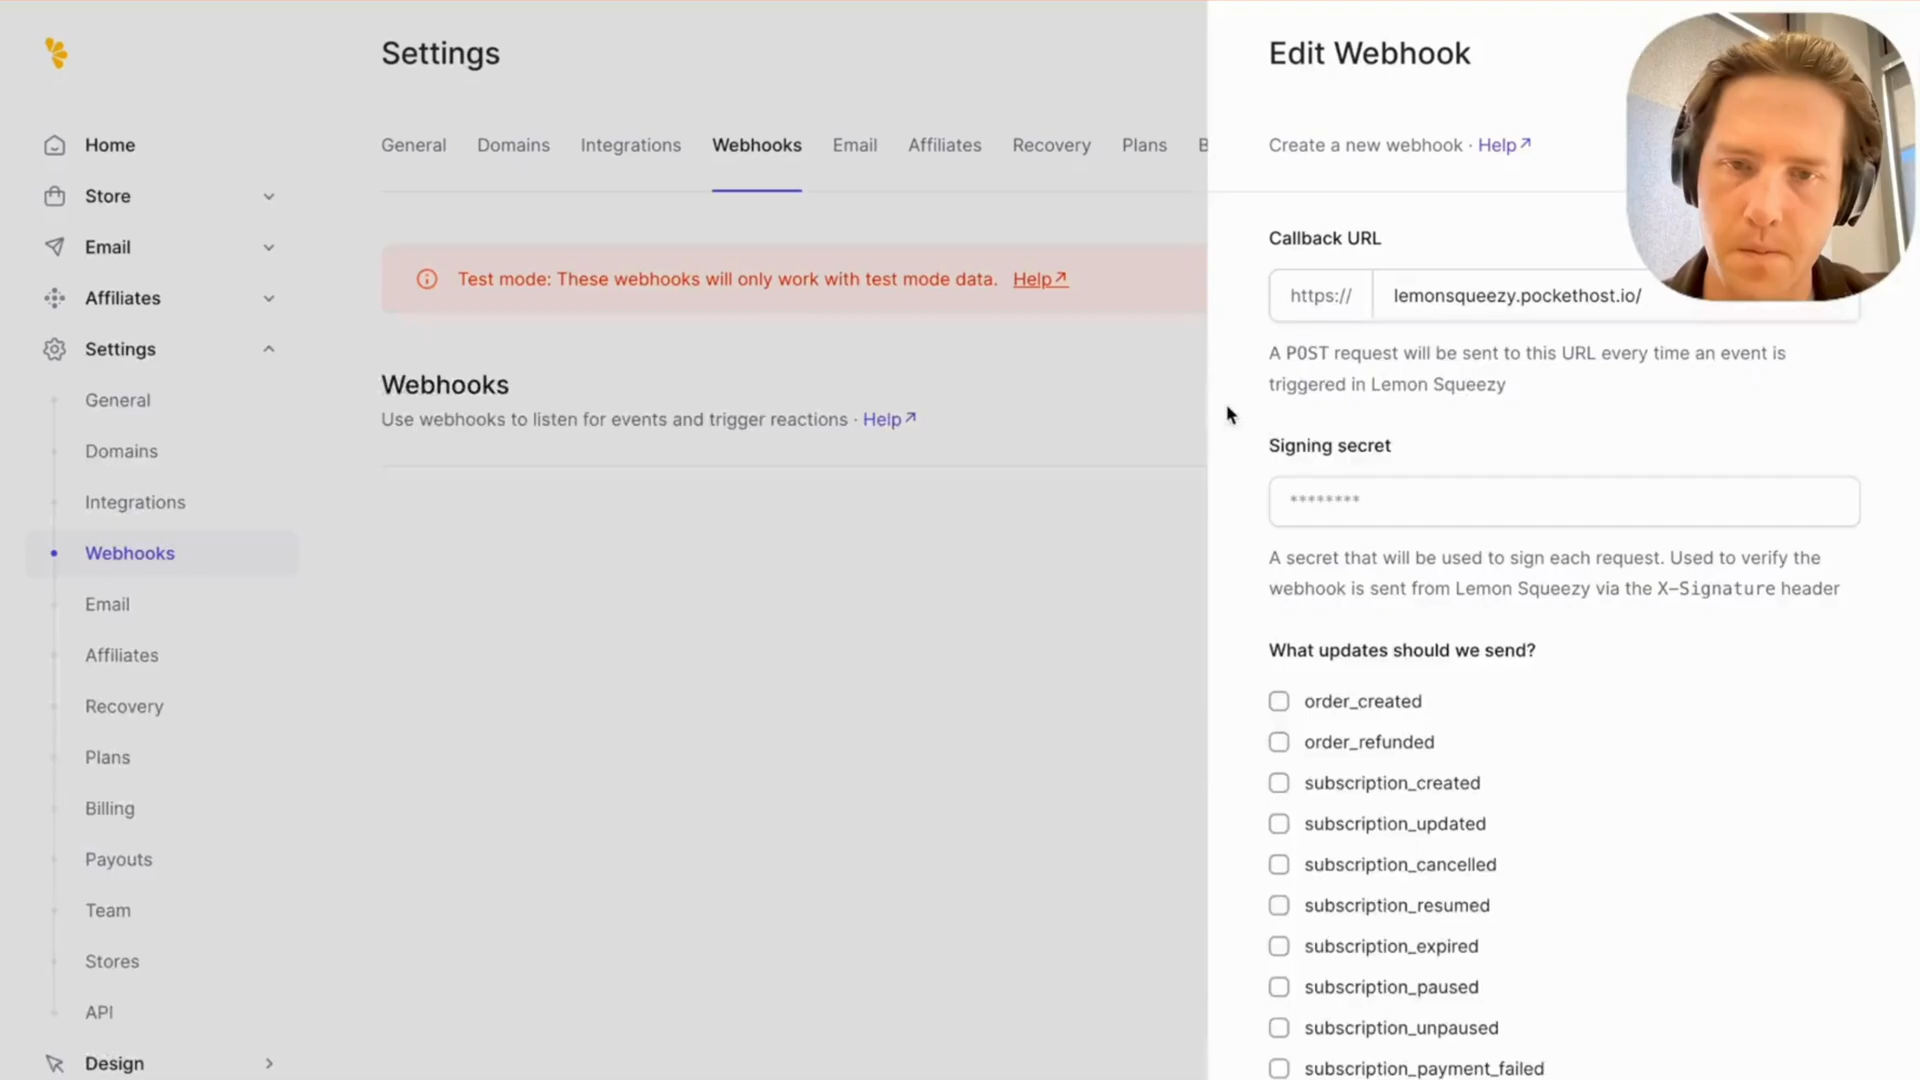 Settings
Edit Webhook
Home
Store
Email
Affiliates
Settings
General
Domains
Integrations
Webhooks
Email
Affiliates
Recovery
Plans
Billing
Payouts
Team
Stores
API
Design
General Domains Integrations Webhooks Email Affiliates Recovery Plans B
Test mode: These webhooks will only work with test mode data. Help↗
Webhooks
Use webhooks to listen for events and trigger reactions · Help↗
Create a new webhook · Help↗
Callback URL
https:// lemonsqueezy.pockethost.io/
A POST request will be sent to this URL every time an event is
triggered in Lemon Squeezy
Signing secret
********
A secret that will be used to sign each request. Used to verify the
webhook is sent from Lemon Squeezy via the X-Signature header
What updates should we send?
order_created
order_refunded
subscription_created
subscription_updated
subscription_cancelled
subscription_resumed
subscription_expired
subscription_paused
subscription_unpaused
subscription_payment_failed